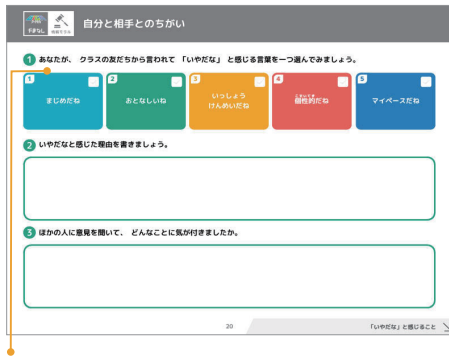 自分と相手とのちがい
1 あなたが、 クラスの友だちから言われて 「いやだな」 と感じる言葉を一つ選んでみましょう。
1 まじめだね
2 おとなしいね
3 いっしょう
けんめいだね
4 個性的だね
5 マイペースだね
2 いやだなと感じた理由を書きましょう。
3 ほかの人に意見を聞いて、 どんなことに気が付きましたか。
20
「いやだな」と感じること